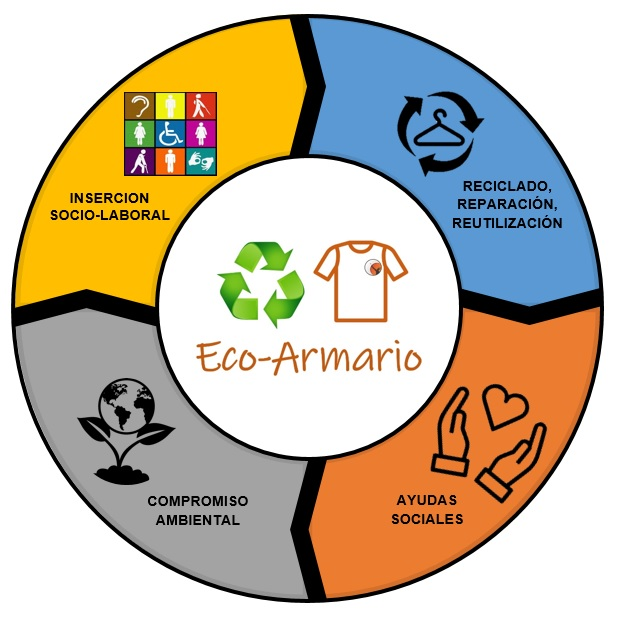 INSERCION
SOCIO-LABORAL
RECICLADO,
REPARACIÓN,
REUTILIZACIÓN
Eco-Armario
COMPROMISO
AMBIENTAL
AYUDAS
SOCIALES